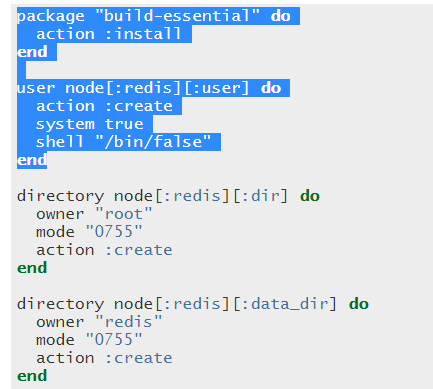 package "build-essential" do
  action :install
end

user node[:redis][:user] do
  action :create
  system true
  shell "/bin/false"
end

directory node[:redis][:dir] do
  owner "root"
  mode "0755"
  action :create
end

directory node[:redis][:data_dir] do
  owner "redis"
  mode "0755"
  action :create
end